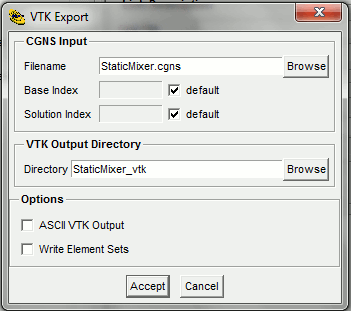 VTK Export
CGNS Input
Filename StaticMixer.cgns Browse
Base Index default
Solution Index default
VTK Output Directory
Directory StaticMixer_vtk Browse
Options
ASCII VTK Output
Write Element Sets
Accept Cancel